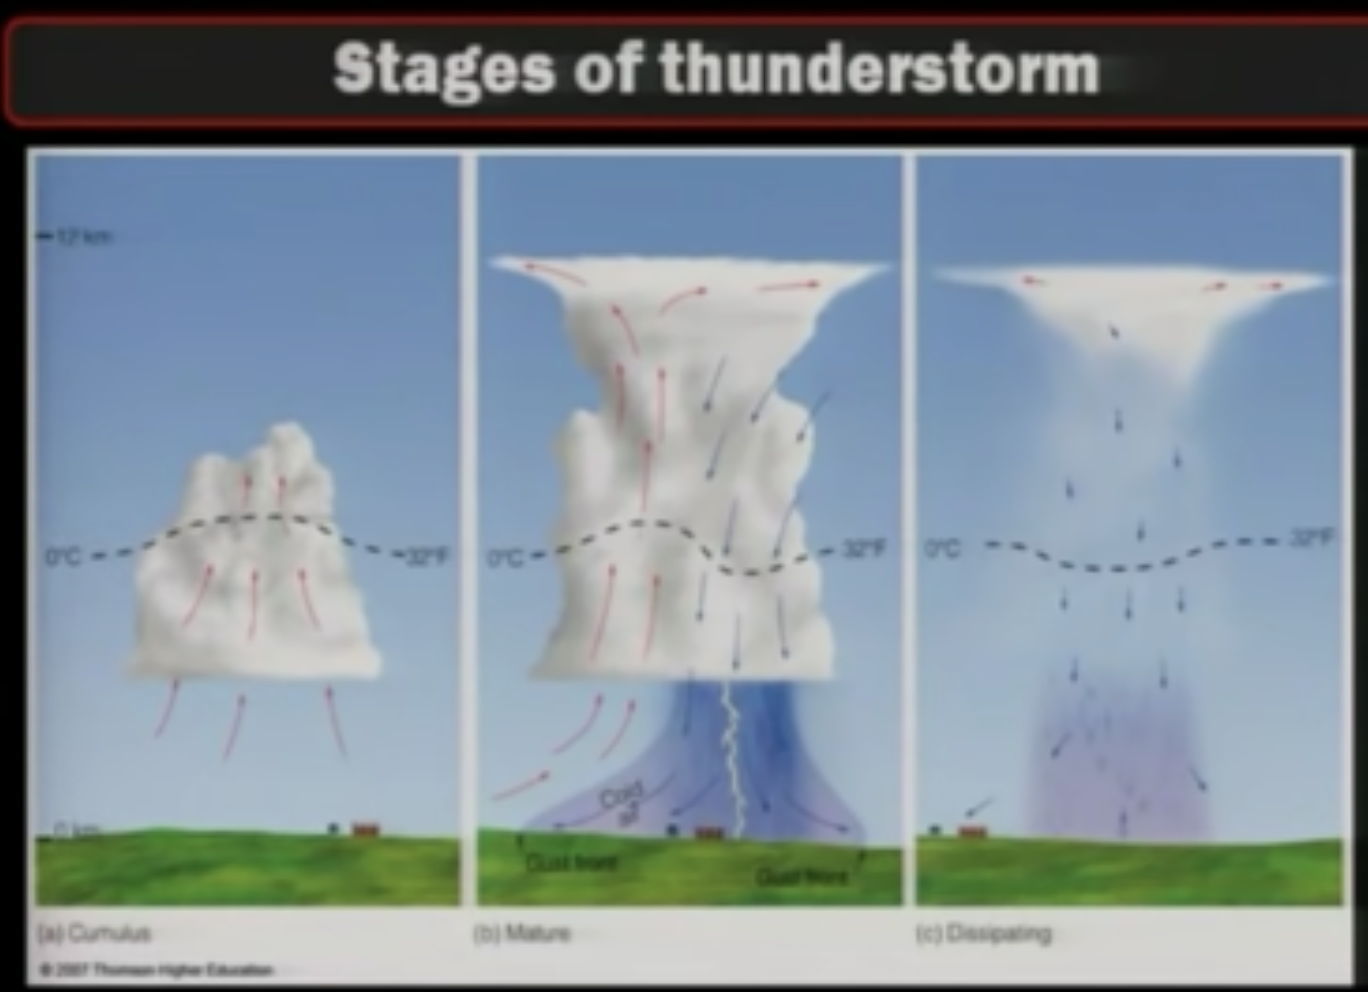 Stages of thunderstorm
12 km
0°C
32°F
0 km
(a) Cumulus
0°C
32°F
Cold
air
Gust front
Gust front
(b) Mature
0°C
32°F
(c) Dissipating
© 2007 Thomson Higher Education